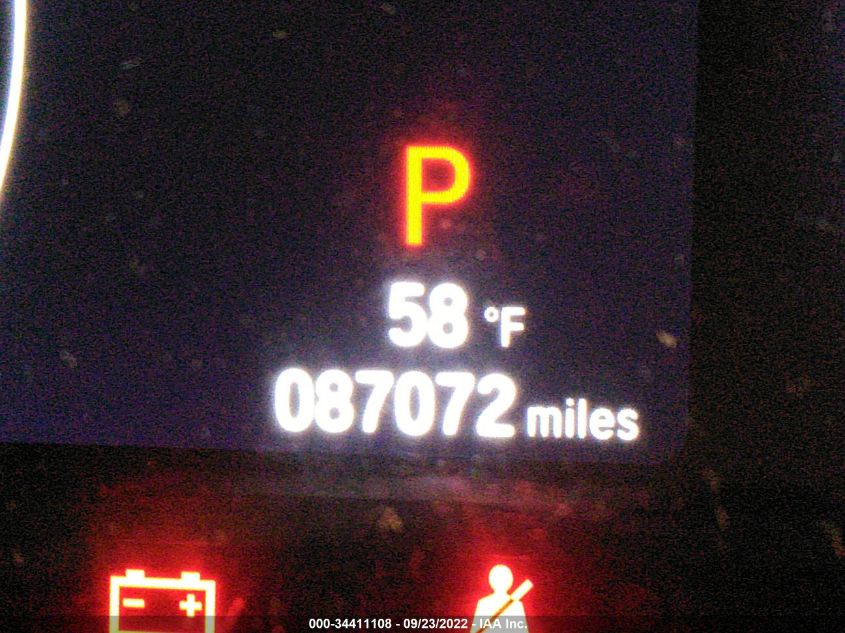 P
58 °F
087072 miles
000-34411108 - 09/23/2022 - IAA Inc.